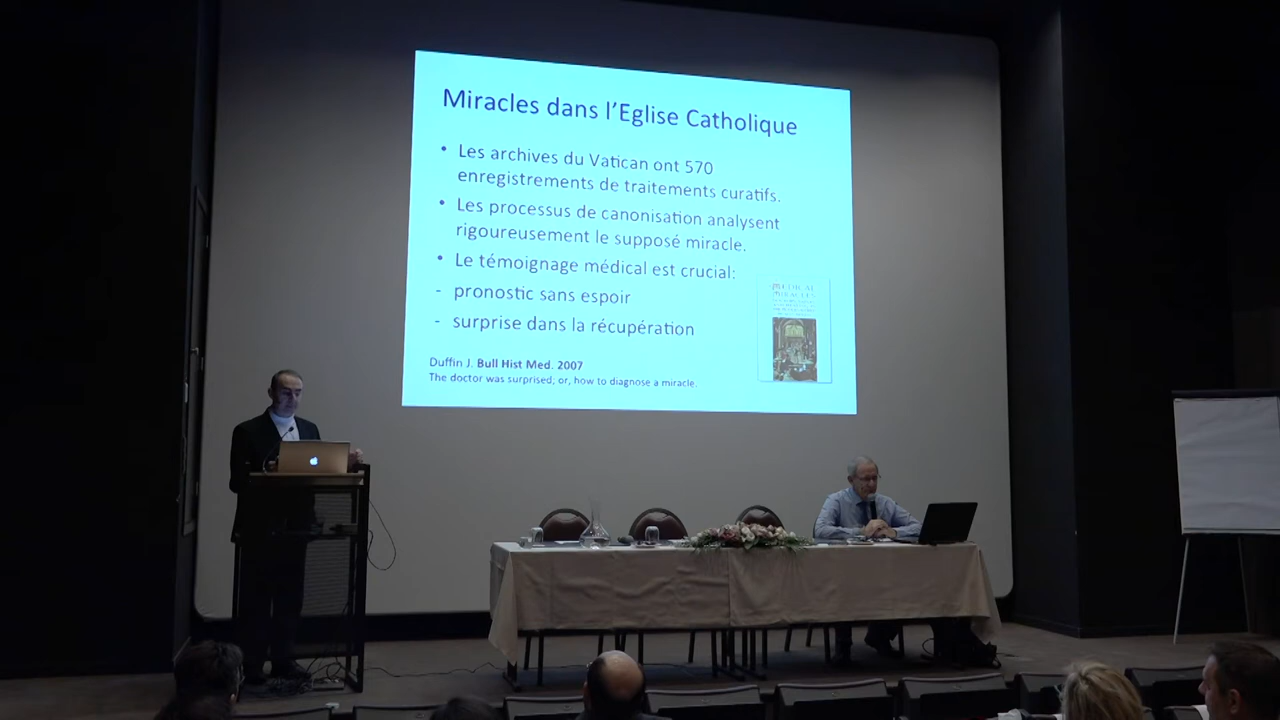 Miracles dans l'Eglise Catholique
• Les archives du Vatican ont 570
enregistrements de traitements curatifs.
• Les processus de canonisation analysent
rigoureusement le supposé miracle.
• Le témoignage médical est crucial:
- pronostic sans espoir
- surprise dans la récupération
MEDICAL
MIRACLES
Duffin J. Bull Hist Med. 2007
The doctor was surprised; or, how to diagnose a miracle.